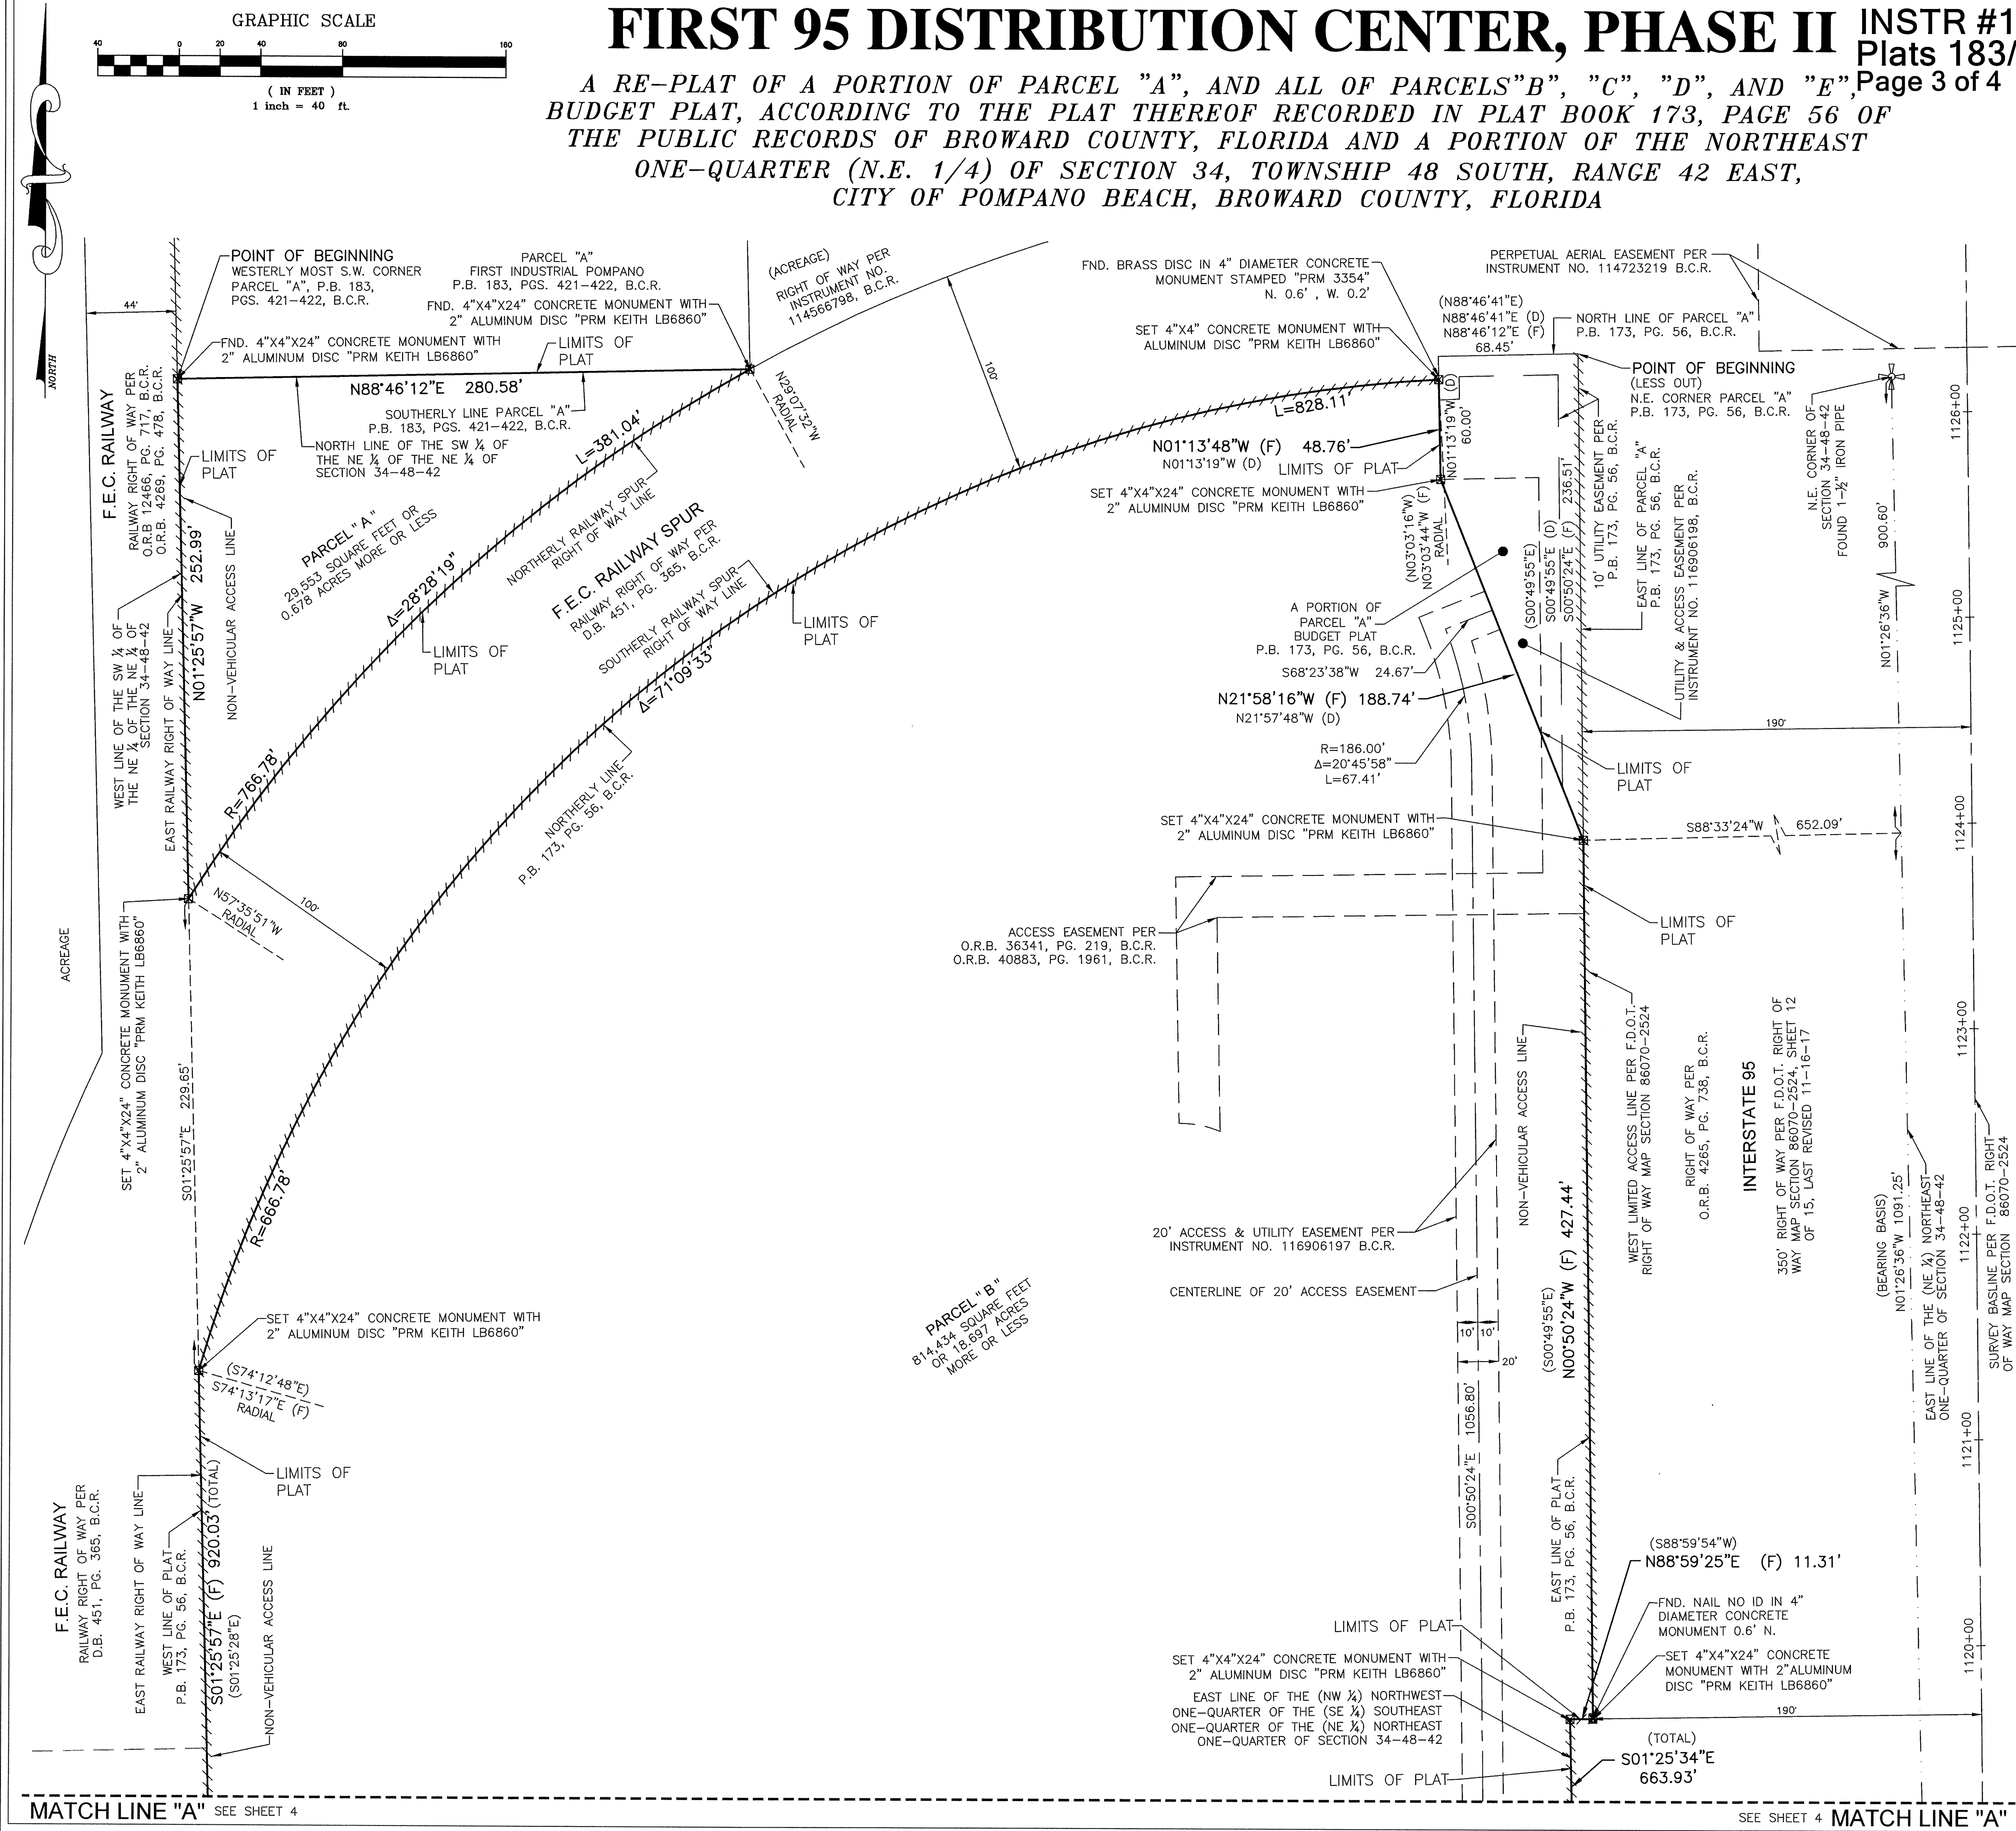 GRAPHIC SCALE
40 0 20 40 80 160
( IN FEET )
1 inch = 40 ft.
FIRST 95 DISTRIBUTION CENTER, PHASE II
INSTR #1
Plats 183/
Page 3 of 4
A RE-PLAT OF A PORTION OF PARCEL "A", AND ALL OF PARCELS"B", "C", "D", AND "E",
BUDGET PLAT, ACCORDING TO THE PLAT THEREOF RECORDED IN PLAT BOOK 173, PAGE 56 OF
THE PUBLIC RECORDS OF BROWARD COUNTY, FLORIDA AND A PORTION OF THE NORTHEAST
ONE-QUARTER (N.E. 1/4) OF SECTION 34, TOWNSHIP 48 SOUTH, RANGE 42 EAST,
CITY OF POMPANO BEACH, BROWARD COUNTY, FLORIDA
NORTH
44'
POINT OF BEGINNING
WESTERLY MOST S.W. CORNER
PARCEL "A", P.B. 183,
PGS. 421-422, B.C.R.
PARCEL "A"
FIRST INDUSTRIAL POMPANO
P.B. 183, PGS. 421-422, B.C.R.
FND. 4"X4"X24" CONCRETE MONUMENT WITH
2" ALUMINUM DISC "PRM KEITH LB6860"
FND. 4"X4"X24" CONCRETE MONUMENT WITH
2" ALUMINUM DISC "PRM KEITH LB6860"
LIMITS OF
PLAT
N88°46'12"E 280.58'
SOUTHERLY LINE PARCEL "A"
P.B. 183, PGS. 421-422, B.C.R.
NORTH LINE OF THE SW ¼ OF
THE NE ¼ OF THE NE ¼ OF
SECTION 34-48-42
LIMITS OF
PLAT
(ACREAGE)
RIGHT OF WAY PER
INSTRUMENT NO.
114566798, B.C.R.
N29°07'32"W
RADIAL
100'
F.E.C. RAILWAY
RAILWAY RIGHT OF WAY PER
O.R.B 12466, PG. 717, B.C.R.
O.R.B. 4269, PG. 478, B.C.R.
WEST LINE OF THE SW ¼ OF
THE NE ¼ OF THE NE ¼ OF
SECTION 34-48-42
EAST RAILWAY RIGHT OF WAY LINE
N01°25'57"W 252.99'
NON-VEHICULAR ACCESS LINE
PARCEL "A"
29,553 SQUARE FEET OR
0.678 ACRES MORE OR LESS
L=381.04'
Δ=28°28'19"
R=766.78'
LIMITS OF
PLAT
NORTHERLY RAILWAY SPUR
RIGHT OF WAY LINE
F.E.C. RAILWAY SPUR
RAILWAY RIGHT OF WAY PER
D.B. 451, PG. 365, B.C.R.
SOUTHERLY RAILWAY SPUR
RIGHT OF WAY LINE
L=828.11'
Δ=71°09'33"
R=666.78'
LIMITS OF
PLAT
NORTHERLY LINE
P.B. 173, PG. 56, B.C.R.
N57°35'51"W
RADIAL
100'
ACREAGE
SET 4"X4"X24" CONCRETE MONUMENT WITH
2" ALUMINUM DISC "PRM KEITH LB6860"
S01°25'57"E 229.65'
SET 4"X4"X24" CONCRETE MONUMENT WITH
2" ALUMINUM DISC "PRM KEITH LB6860"
(S74°12'48"E)
S74°13'17"E (F)
RADIAL
LIMITS OF
PLAT
F.E.C. RAILWAY
RAILWAY RIGHT OF WAY PER
D.B. 451, PG. 365, B.C.R.
EAST RAILWAY RIGHT OF WAY LINE
WEST LINE OF PLAT
P.B. 173, PG. 56, B.C.R.
S01°25'57"E (F) 920.03' (TOTAL)
(S01°25'28"E)
NON-VEHICULAR ACCESS LINE
FND. BRASS DISC IN 4" DIAMETER CONCRETE
MONUMENT STAMPED "PRM 3354"
N. 0.6' , W. 0.2'
SET 4"X4" CONCRETE MONUMENT WITH
ALUMINUM DISC "PRM KEITH LB6860"
PERPETUAL AERIAL EASEMENT PER
INSTRUMENT NO. 114723219 B.C.R.
(N88°46'41"E)
N88°46'41"E (D)
N88°46'12"E (F)
68.45'
NORTH LINE OF PARCEL "A"
P.B. 173, PG. 56, B.C.R.
POINT OF BEGINNING
(LESS OUT)
N.E. CORNER PARCEL "A"
P.B. 173, PG. 56, B.C.R.
N01°13'48"W (F) 48.76'
N01°13'19"W (D)
N01°13'19"W (D)
60.00'
LIMITS OF PLAT
SET 4"X4"X24" CONCRETE MONUMENT WITH
2" ALUMINUM DISC "PRM KEITH LB6860"
(N03°03'16"W)
N03°03'44"W (F)
RADIAL
(S00°49'55"E)
S00°49'55"E (D)
S00°50'24"E (F)
236.51'
10' UTILITY EASEMENT PER
P.B. 173, PG. 56, B.C.R.
EAST LINE OF PARCEL "A"
P.B. 173, PG. 56, B.C.R.
UTILITY & ACCESS EASEMENT PER
INSTRUMENT NO. 116906198, B.C.R.
N.E. CORNER OF
SECTION 34-48-42
FOUND 1-½" IRON PIPE
900.60'
N01°26'36"W
A PORTION OF
PARCEL "A"
BUDGET PLAT
P.B. 173, PG. 56, B.C.R.
S68°23'38"W 24.67'
N21°58'16"W (F) 188.74'
N21°57'48"W (D)
R=186.00'
Δ=20°45'58"
L=67.41'
190'
LIMITS OF
PLAT
SET 4"X4"X24" CONCRETE MONUMENT WITH
2" ALUMINUM DISC "PRM KEITH LB6860"
S88°33'24"W 652.09'
LIMITS OF
PLAT
ACCESS EASEMENT PER
O.R.B. 36341, PG. 219, B.C.R.
O.R.B. 40883, PG. 1961, B.C.R.
20' ACCESS & UTILITY EASEMENT PER
INSTRUMENT NO. 116906197 B.C.R.
CENTERLINE OF 20' ACCESS EASEMENT
10' 10'
20'
S00°50'24"E 1056.80'
PARCEL "B"
814,434 SQUARE FEET
OR 18.697 ACRES
MORE OR LESS
NON-VEHICULAR ACCESS LINE
(S00°49'55"E)
N00°50'24"W (F) 427.44'
WEST LIMITED ACCESS LINE PER F.D.O.T.
RIGHT OF WAY MAP SECTION 86070-2524
RIGHT OF WAY PER
O.R.B. 4265, PG. 738, B.C.R.
INTERSTATE 95
350' RIGHT OF WAY PER F.D.O.T. RIGHT OF
WAY MAP SECTION 86070-2524, SHEET 12
OF 15, LAST REVISED 11-16-17
(BEARING BASIS)
N01°26'36"W 1091.25'
EAST LINE OF THE (NE ¼) NORTHEAST
ONE-QUARTER OF SECTION 34-48-42
SURVEY BASLINE PER F.D.O.T. RIGHT
OF WAY MAP SECTION 86070-2524
1126+00
1125+00
1124+00
1123+00
1122+00
1121+00
1120+00
EAST LINE OF PLAT
P.B. 173, PG. 56, B.C.R.
(S88°59'54"W)
N88°59'25"E (F) 11.31'
FND. NAIL NO ID IN 4"
DIAMETER CONCRETE
MONUMENT 0.6' N.
SET 4"X4"X24" CONCRETE
MONUMENT WITH 2"ALUMINUM
DISC "PRM KEITH LB6860"
LIMITS OF PLAT
SET 4"X4"X24" CONCRETE MONUMENT WITH
2" ALUMINUM DISC "PRM KEITH LB6860"
EAST LINE OF THE (NW ¼) NORTHWEST
ONE-QUARTER OF THE (SE ¼) SOUTHEAST
ONE-QUARTER OF THE (NE ¼) NORTHEAST
ONE-QUARTER OF SECTION 34-48-42
190'
(TOTAL)
S01°25'34"E
663.93'
LIMITS OF PLAT
MATCH LINE "A" SEE SHEET 4
SEE SHEET 4 MATCH LINE "A"